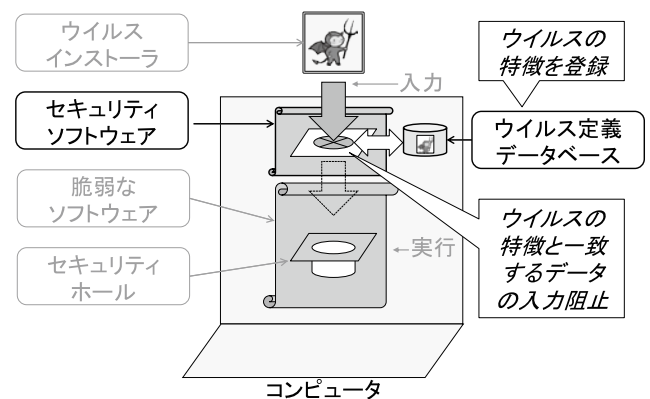 ウイルス
インストーラ
入力
ウイルスの
特徴を登録
セキュリティ
ソフトウェア
ウイルス定義
データベース
脆弱な
ソフトウェア
ウイルスの
特徴と一致
するデータ
の入力阻止
実行
セキュリティ
ホール
コンピュータ